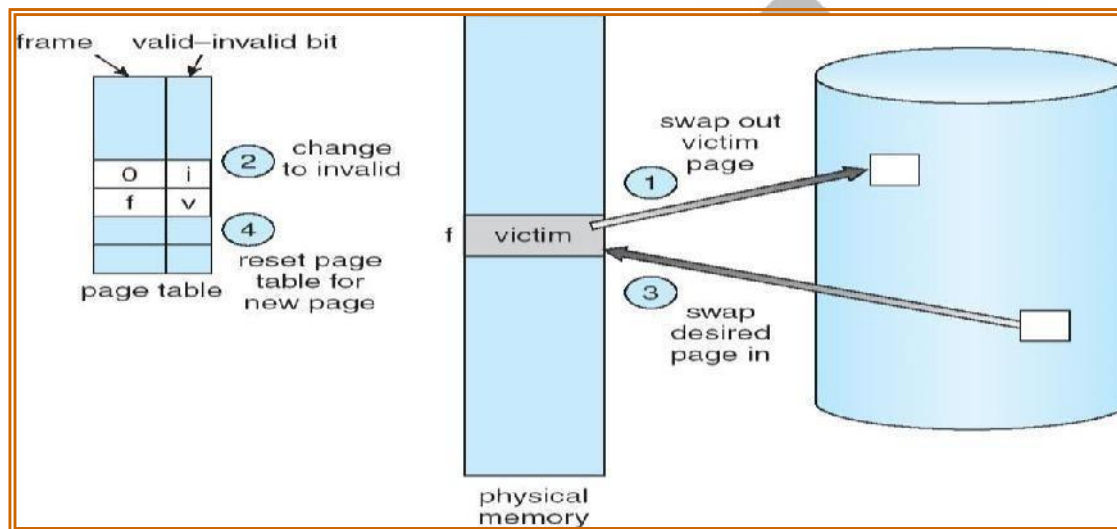 frame
valid–invalid bit
0
i
f
v
2
change
to invalid
4
reset page
table for
new page
page table
f
victim
physical
memory
swap out
victim
page
1
3
swap
desired
page in